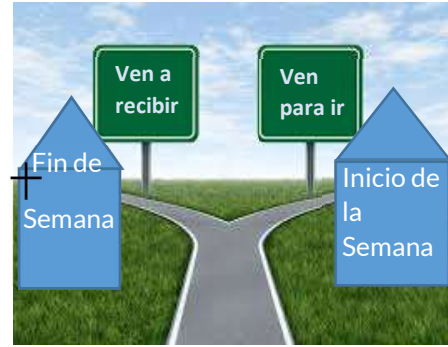 Ven a
recibir
Ven
para ir
Fin de
Semana
Inicio de
la
Semana